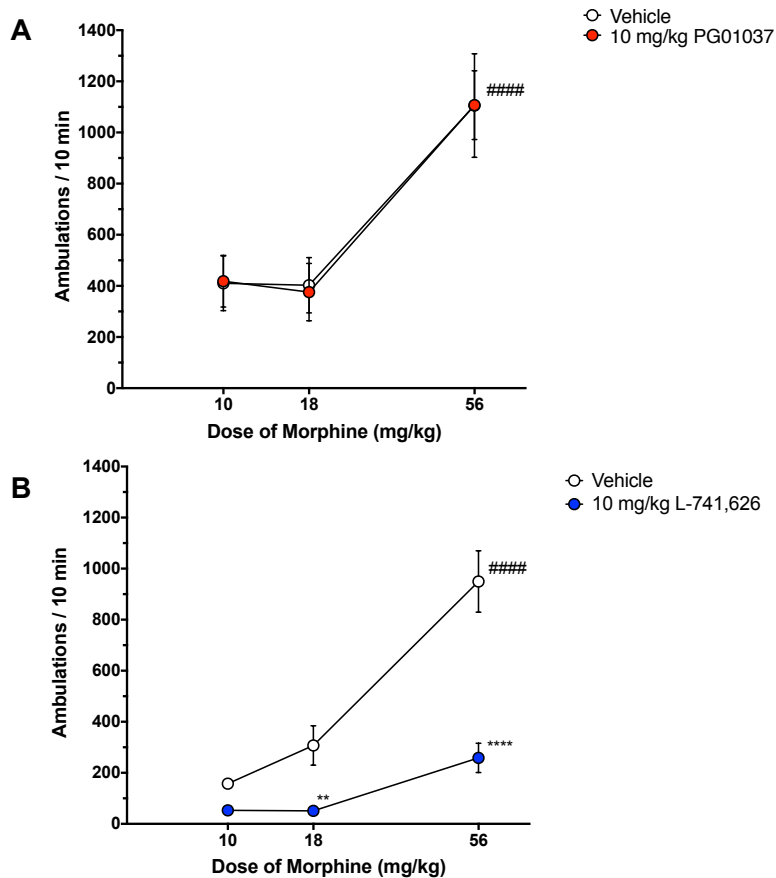 A
Vehicle
10 mg/kg PG01037
1400
1200
1000
800
600
400
200
0
####
Ambulations / 10 min
10 18 56
Dose of Morphine (mg/kg)
B
Vehicle
10 mg/kg L-741,626
1400
1200
1000
800
600
400
200
0
####
****
**
Ambulations / 10 min
10 18 56
Dose of Morphine (mg/kg)